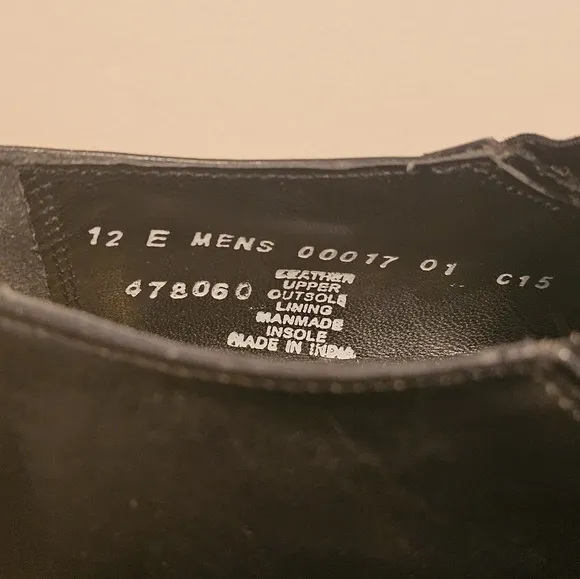 12 E MENS 00017 01 C15
478060
LEATHER
UPPER
OUTSOLE
LINING
MANMADE
INSOLE
MADE IN INDIA